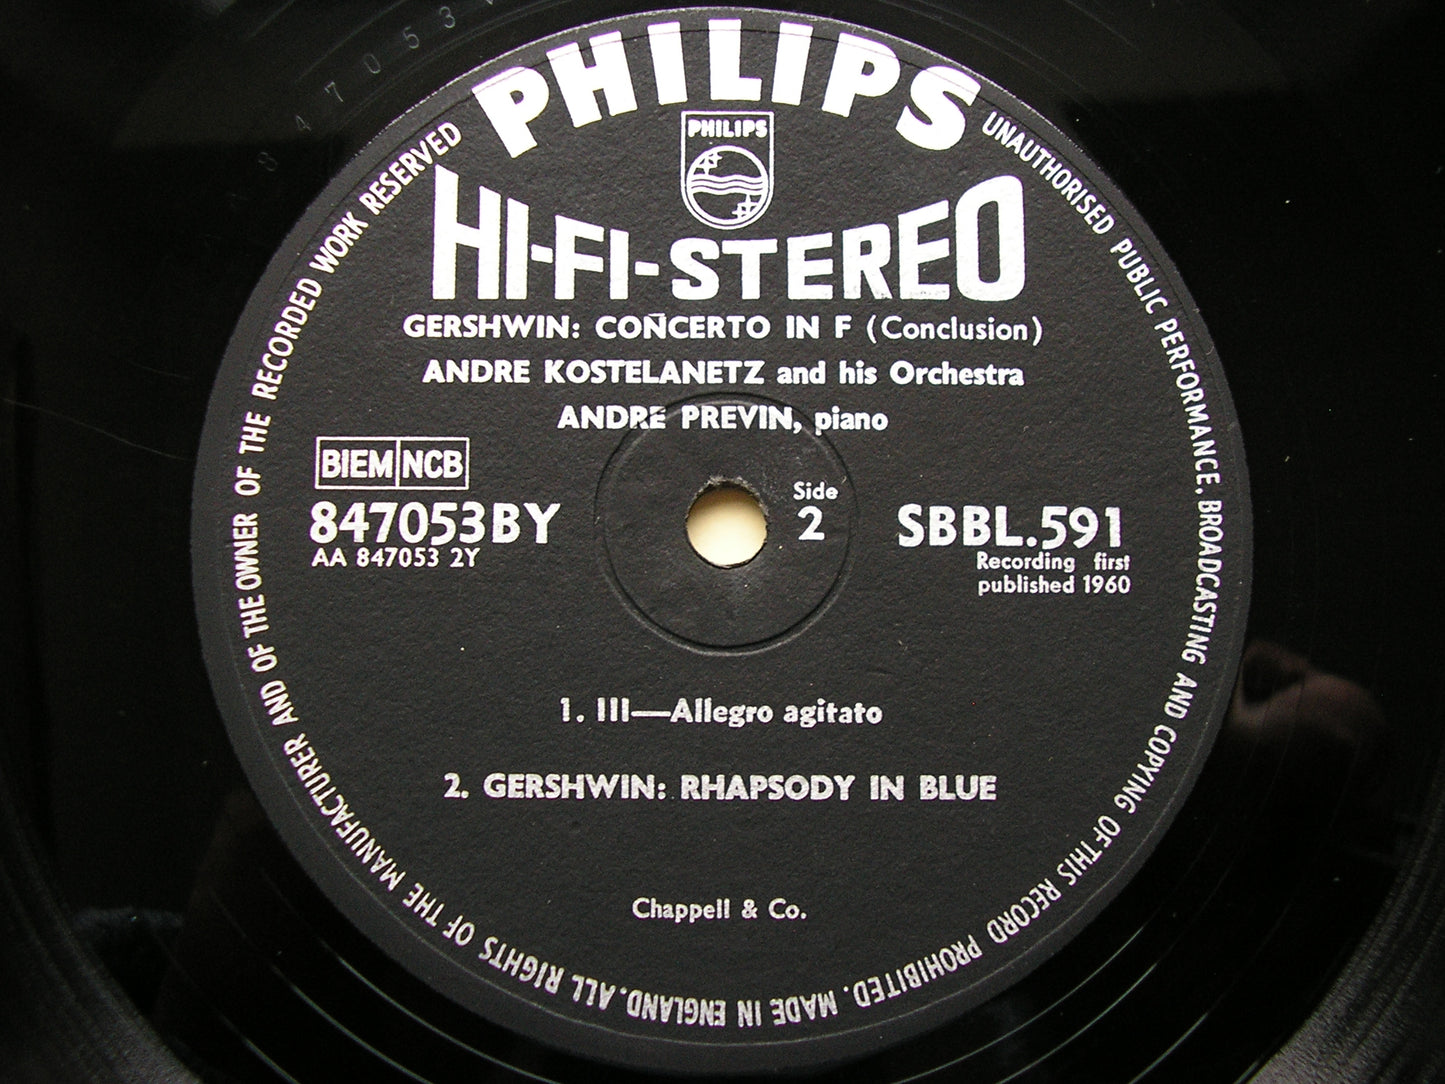 PHILIPS
PHILIPS
HI-FI-STEREO
GERSHWIN: CONCERTO IN F (Conclusion)
ANDRE KOSTELANETZ and his Orchestra
ANDRE PREVIN, piano
BIEM NCB
847053BY
AA 847053 2Y
Side
2
SBBL.591
Recording first
published 1960
1. III—Allegro agitato
2. GERSHWIN: RHAPSODY IN BLUE
Chappell & Co.
ALL RIGHTS OF THE MANUFACTURER AND OF THE OWNER OF THE RECORDED WORK RESERVED
UNAUTHORISED PUBLIC PERFORMANCE, BROADCASTING AND COPYING OF THIS RECORD PROHIBITED. MADE IN ENGLAND.